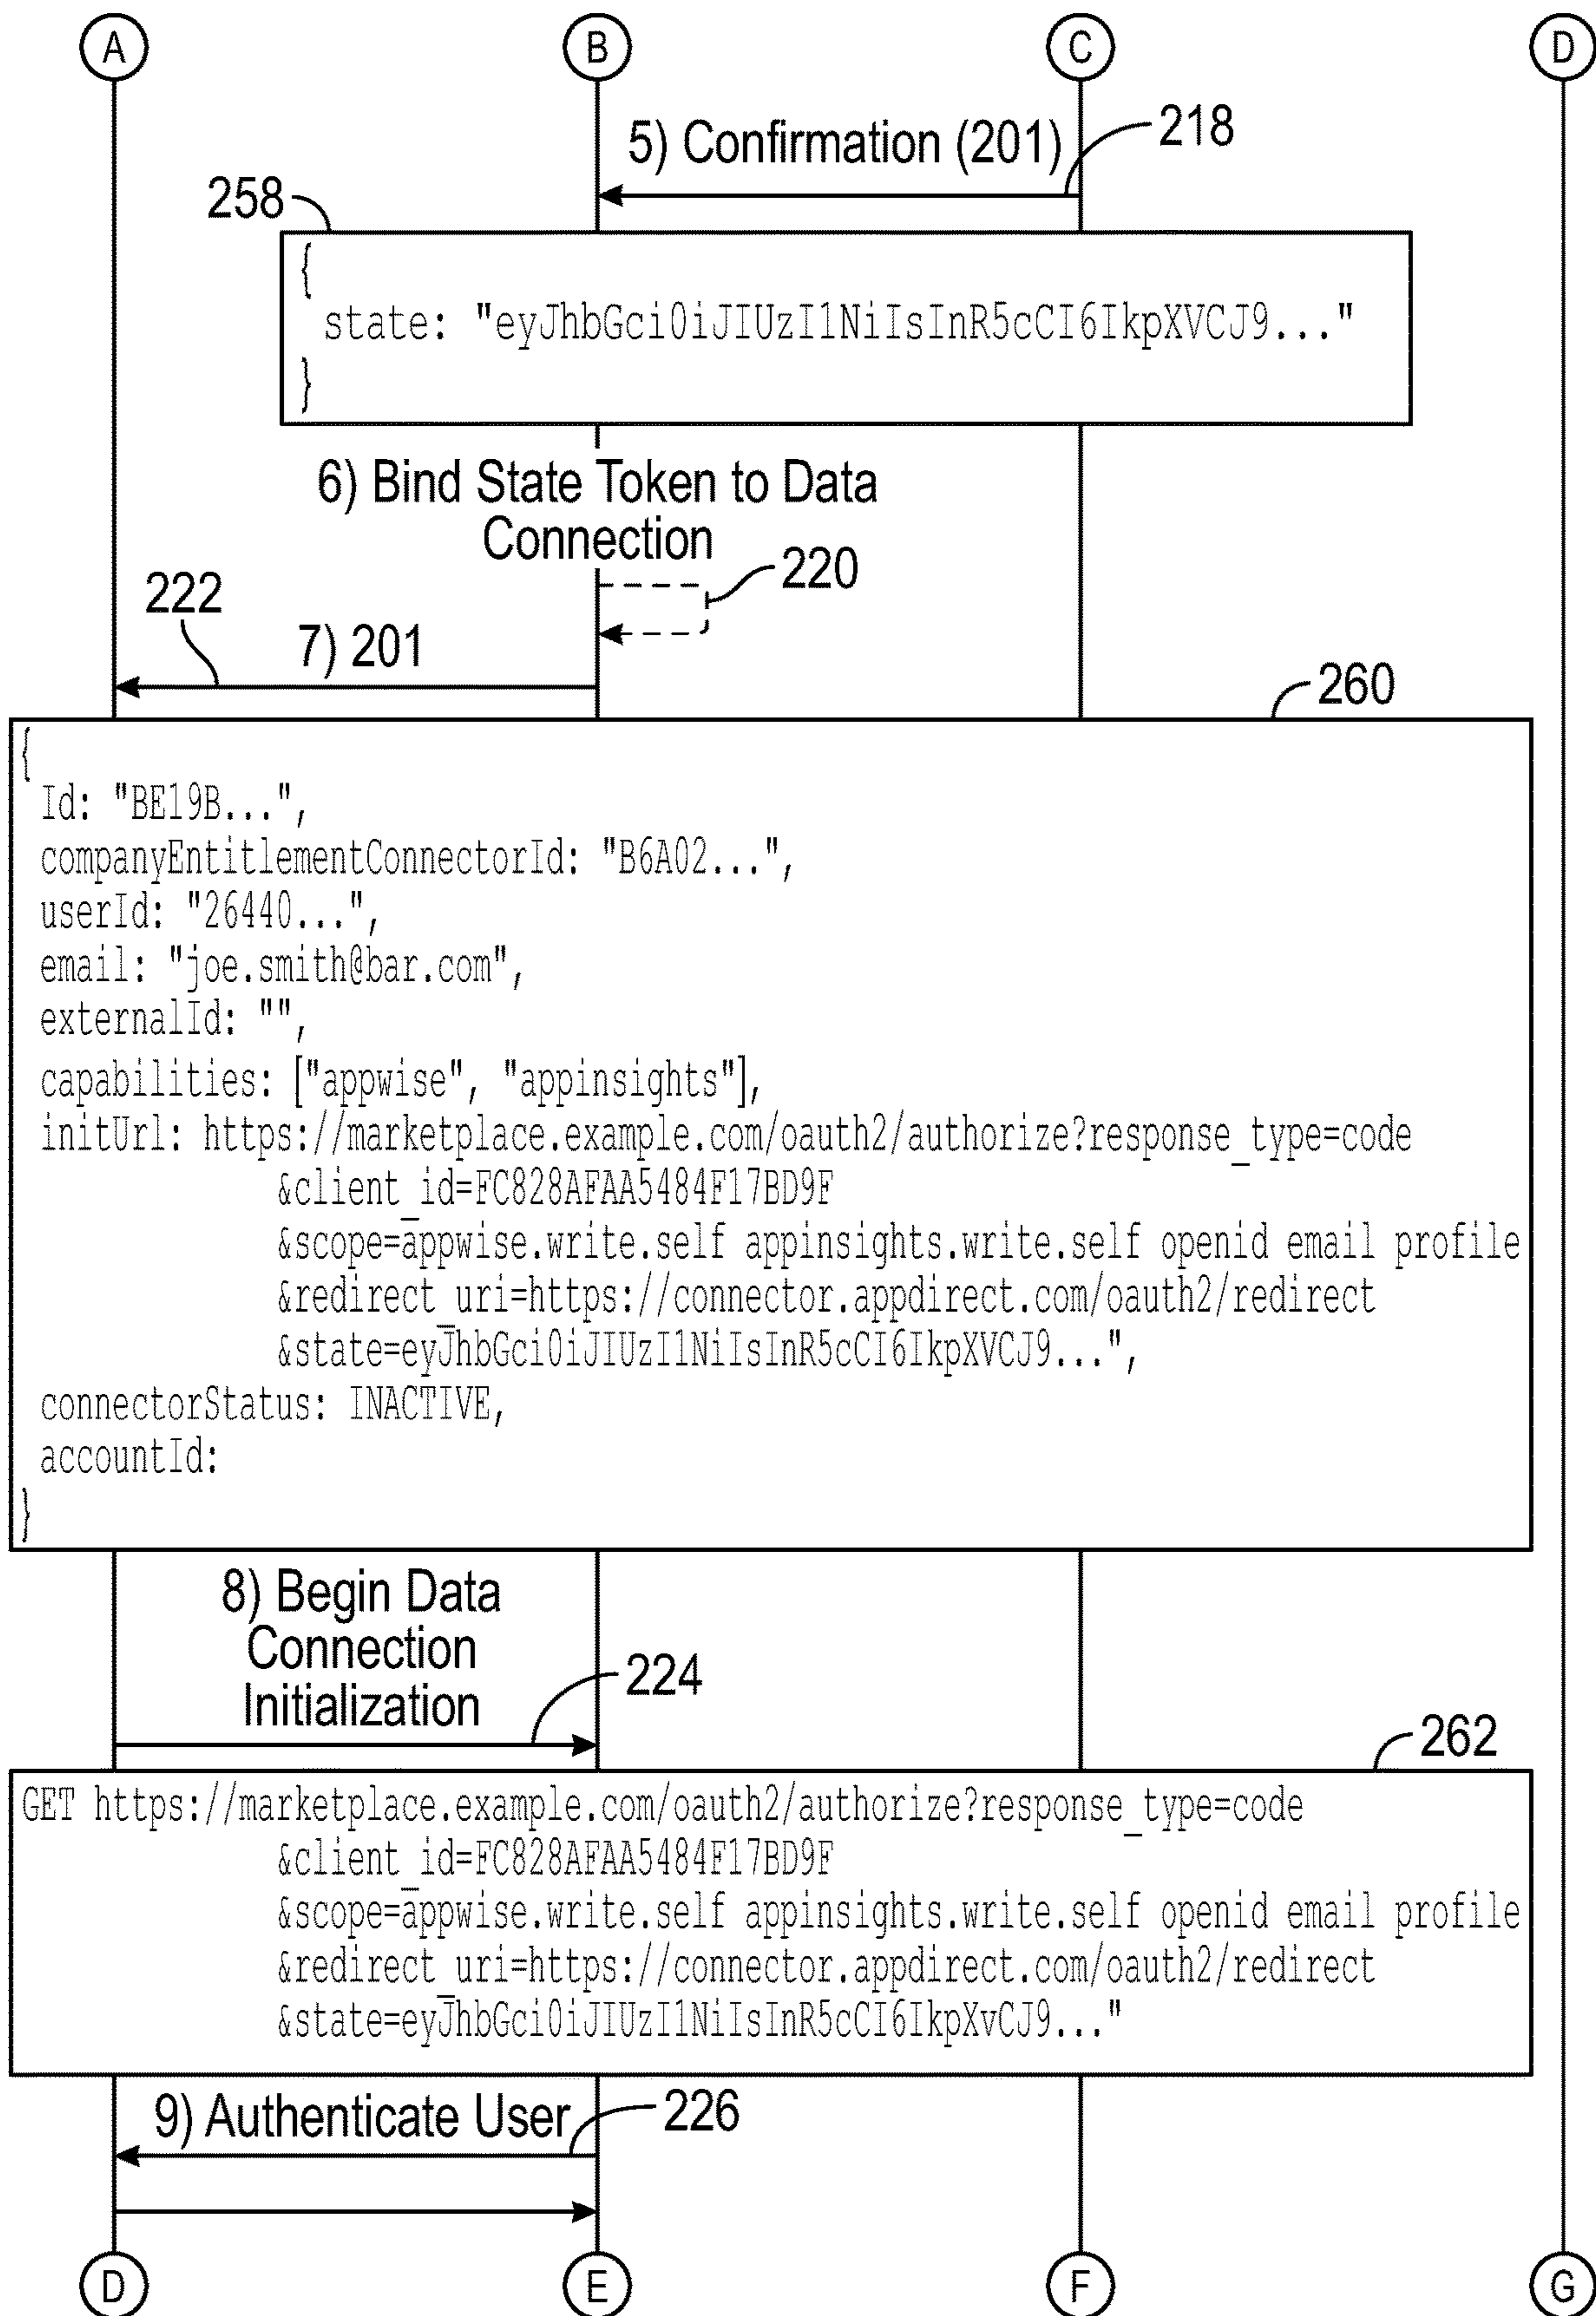 A B C D
5) Confirmation (201)
218
258
{
state: "eyJhbGci0iJIUzI1NiIsInR5cCI6IkpXVCJ9..."
}
6) Bind State Token to Data
Connection
220
222
7) 201
260
{
Id: "BE19B...",
companyEntitlementConnectorId: "B6A02...",
userId: "26440...",
email: "joe.smith@bar.com",
externalId: "",
capabilities: ["appwise", "appinsights"],
initUrl: https://marketplace.example.com/oauth2/authorize?response_type=code
&client_id=FC828AFAA5484F17BD9F
&scope=appwise.write.self appinsights.write.self openid email profile
&redirect_uri=https://connector.appdirect.com/oauth2/redirect
&state=eyJhbGci0iJIUzI1NiIsInR5cCI6IkpXVCJ9...",
connectorStatus: INACTIVE,
accountId:
}
8) Begin Data
Connection
Initialization
224
262
GET https://marketplace.example.com/oauth2/authorize?response_type=code
&client_id=FC828AFAA5484F17BD9F
&scope=appwise.write.self appinsights.write.self openid email profile
&redirect_uri=https://connector.appdirect.com/oauth2/redirect
&state=eyJhbGci0iJIUzI1NiIsInR5cCI6IkpXvCJ9..."
9) Authenticate User
226
D E F G